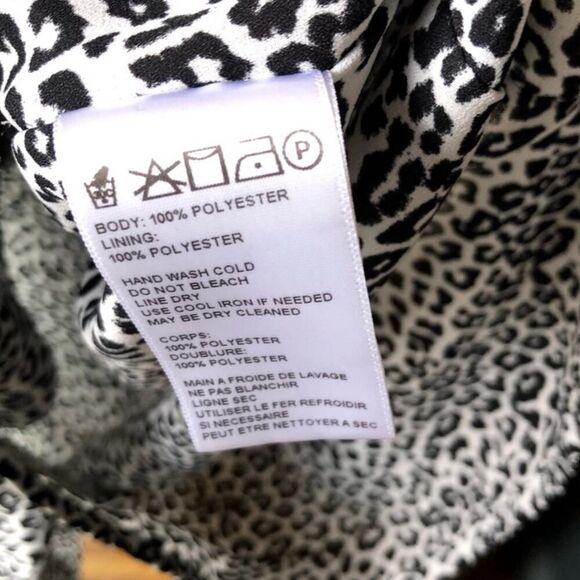 P
BODY: 100% POLYESTER
LINING:
100% POLYESTER
HAND WASH COLD
DO NOT BLEACH
LINE DRY
USE COOL IRON IF NEEDED
MAY BE DRY CLEANED
CORPS:
100% POLYESTER
DOUBLURE:
100% POLYESTER
MAIN A FROIDE DE LAVAGE
NE PAS BLANCHIR
LIGNE SEC
UTILISER LE FER REFROIDIR
SI NECESSAIRE
PEUT ETRE NETTOYER A SEC